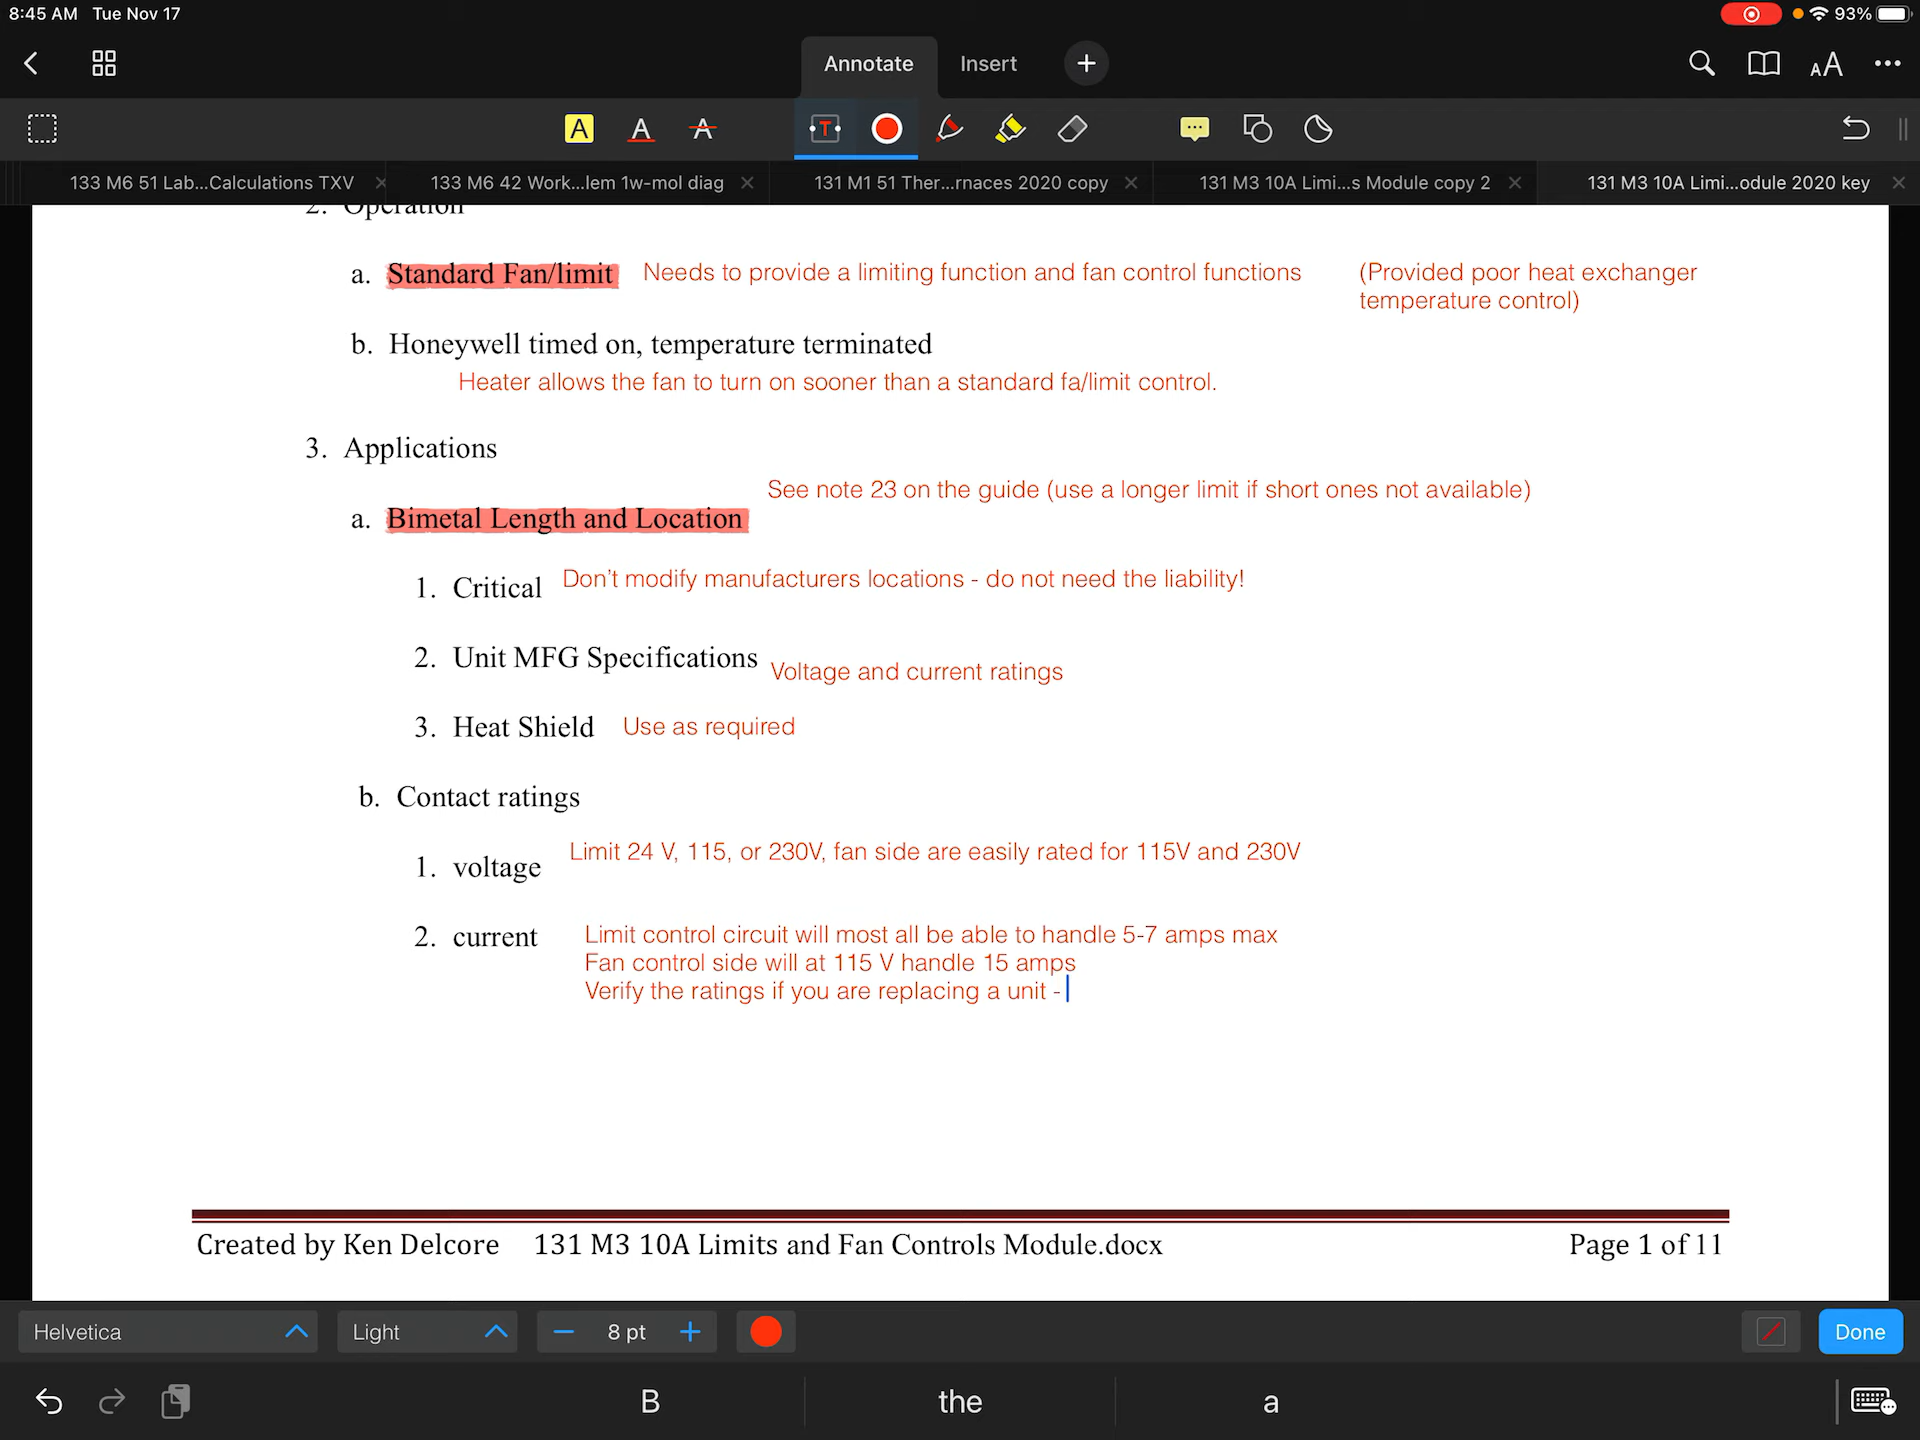 8:45 AM Tue Nov 17
93%
Annotate
Insert
AA
A A A
T
133 M6 51 Lab...Calculations TXV
133 M6 42 Work...lem 1w-mol diag
131 M1 51 Ther...rnaces 2020 copy
131 M3 10A Limi...s Module copy 2
131 M3 10A Limi...odule 2020 key
2. Operation
a. Standard Fan/limit Needs to provide a limiting function and fan control functions (Provided poor heat exchanger
temperature control)
b. Honeywell timed on, temperature terminated
Heater allows the fan to turn on sooner than a standard fa/limit control.
3. Applications
See note 23 on the guide (use a longer limit if short ones not available)
a. Bimetal Length and Location
1. Critical Don't modify manufacturers locations - do not need the liability!
2. Unit MFG Specifications Voltage and current ratings
3. Heat Shield Use as required
b. Contact ratings
1. voltage Limit 24 V, 115, or 230V, fan side are easily rated for 115V and 230V
2. current Limit control circuit will most all be able to handle 5-7 amps max
Fan control side will at 115 V handle 15 amps
Verify the ratings if you are replacing a unit -
Created by Ken Delcore 131 M3 10A Limits and Fan Controls Module.docx Page 1 of 11
Helvetica
Light
8 pt
Done
B
the
a